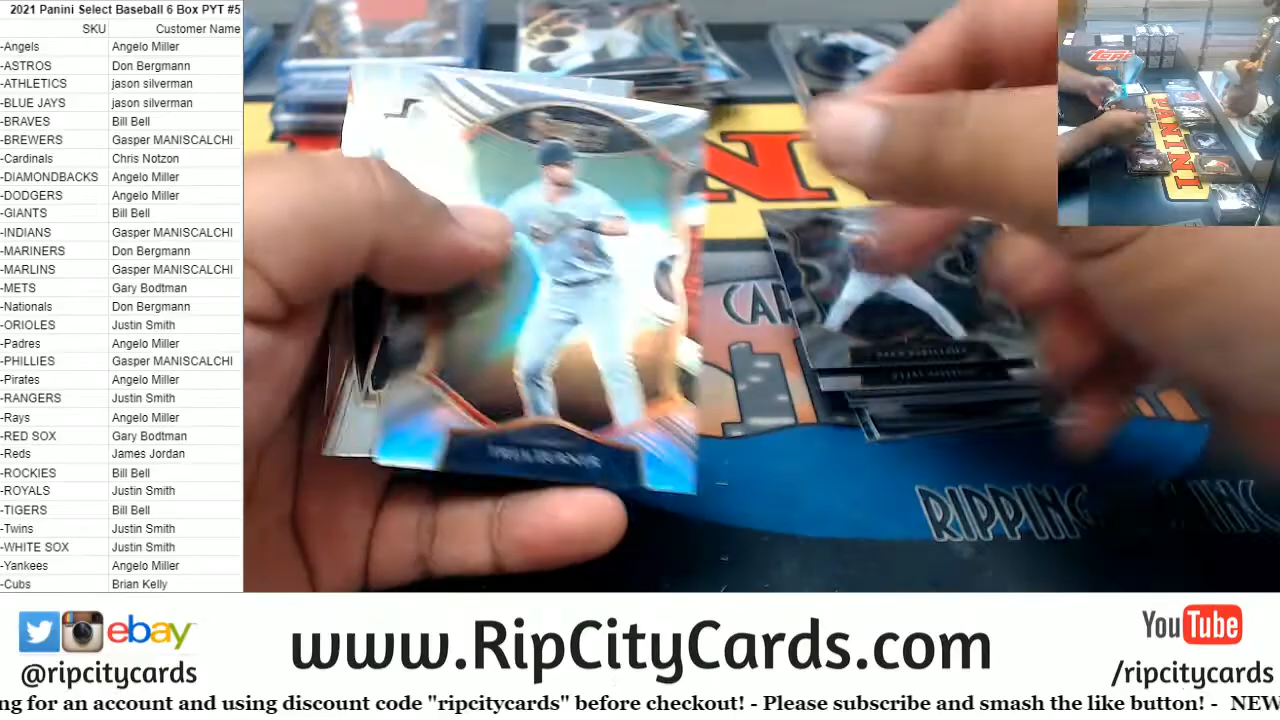 2021 Panini Select Baseball 6 Box PYT #5
SKU Customer Name
-Angels Angelo Miller
-ASTROS Don Bergmann
-ATHLETICS jason silverman
-BLUE JAYS jason silverman
-BRAVES Bill Bell
-BREWERS Gasper MANISCALCHI
-Cardinals Chris Notzon
-DIAMONDBACKS Angelo Miller
-DODGERS Angelo Miller
-GIANTS Bill Bell
-INDIANS Gasper MANISCALCHI
-MARINERS Don Bergmann
-MARLINS Gasper MANISCALCHI
-METS Gary Bodtman
-Nationals Don Bergmann
-ORIOLES Justin Smith
-Padres Angelo Miller
-PHILLIES Gasper MANISCALCHI
-Pirates Angelo Miller
-RANGERS Justin Smith
-Rays Angelo Miller
-RED SOX Gary Bodtman
-Reds James Jordan
-ROCKIES Bill Bell
-ROYALS Justin Smith
-TIGERS Bill Bell
-Twins Justin Smith
-WHITE SOX Justin Smith
-Yankees Angelo Miller
-Cubs Brian Kelly
PANINI
CAR
RIPPING
INC
ebay
@ripcitycards
www.RipCityCards.com
YouTube
/ripcitycards
ng for an account and using discount code "ripcitycards" before checkout! - Please subscribe and smash the like button! - NEW